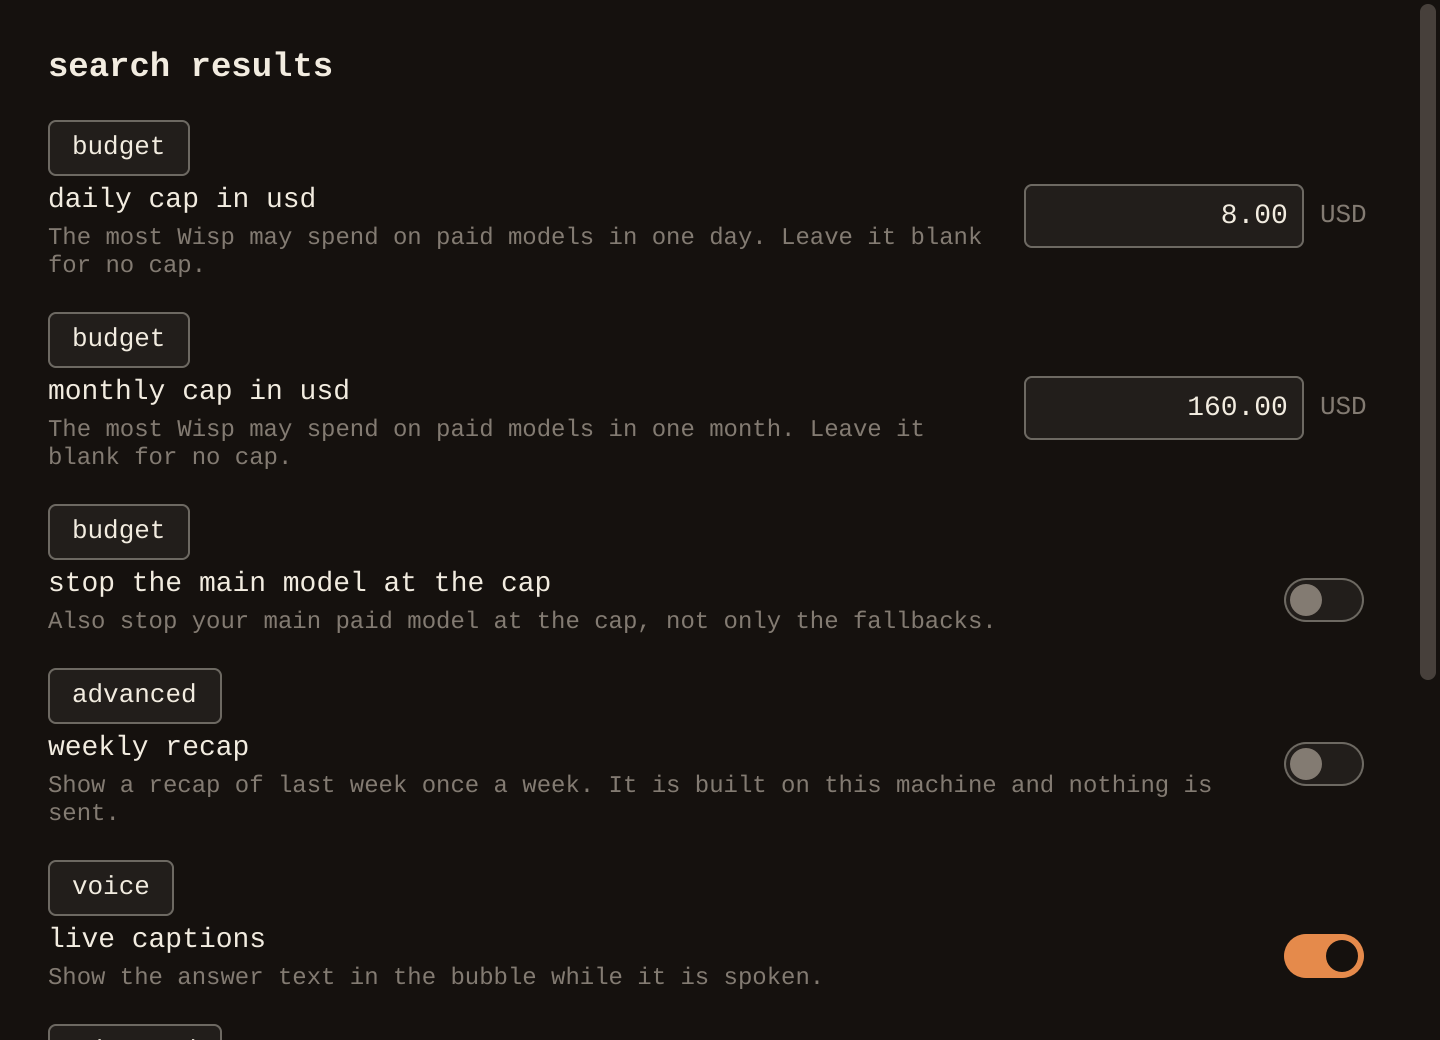 search results
budget
daily cap in usd
8.00 USD
The most Wisp may spend on paid models in one day. Leave it blank
for no cap.
budget
monthly cap in usd
160.00 USD
The most Wisp may spend on paid models in one month. Leave it
blank for no cap.
budget
stop the main model at the cap
Also stop your main paid model at the cap, not only the fallbacks.
advanced
weekly recap
Show a recap of last week once a week. It is built on this machine and nothing is
sent.
voice
live captions
Show the answer text in the bubble while it is spoken.